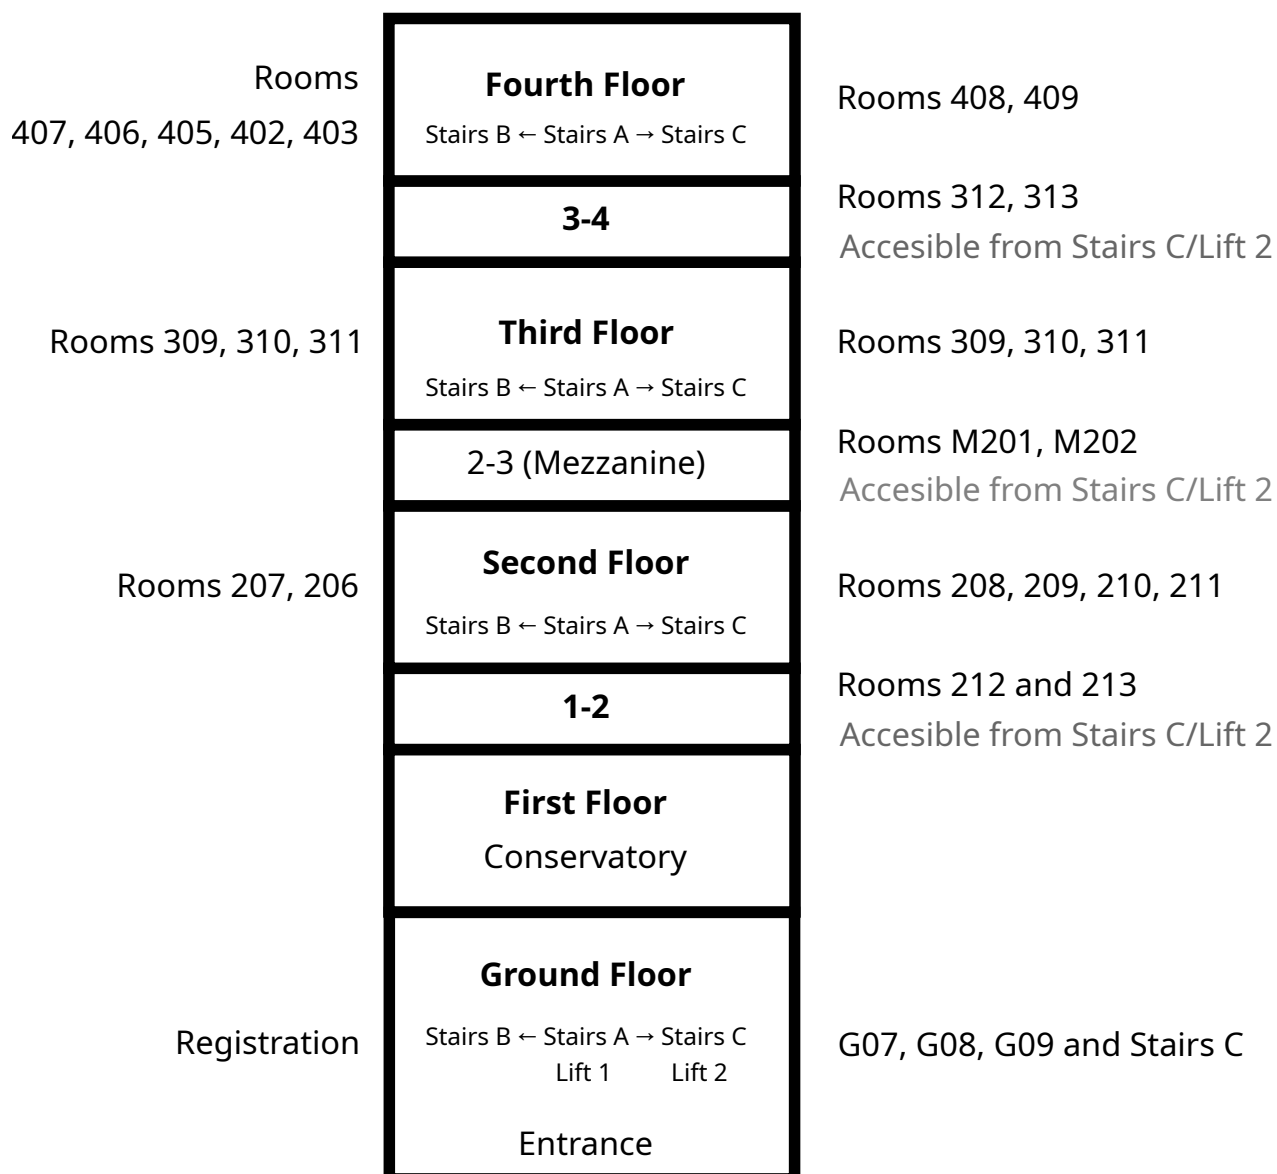 Rooms
407, 406, 405, 402, 403
Fourth Floor
Stairs B ← Stairs A → Stairs C
Rooms 408, 409
3-4
Rooms 312, 313
Accesible from Stairs C/Lift 2
Rooms 309, 310, 311
Third Floor
Stairs B ← Stairs A → Stairs C
Rooms 309, 310, 311
2-3 (Mezzanine)
Rooms M201, M202
Accesible from Stairs C/Lift 2
Rooms 207, 206
Second Floor
Stairs B ← Stairs A → Stairs C
Rooms 208, 209, 210, 211
1-2
Rooms 212 and 213
Accesible from Stairs C/Lift 2
First Floor
Conservatory
Registration
Ground Floor
Stairs B ← Stairs A → Stairs C
Lift 1 Lift 2
Entrance
G07, G08, G09 and Stairs C